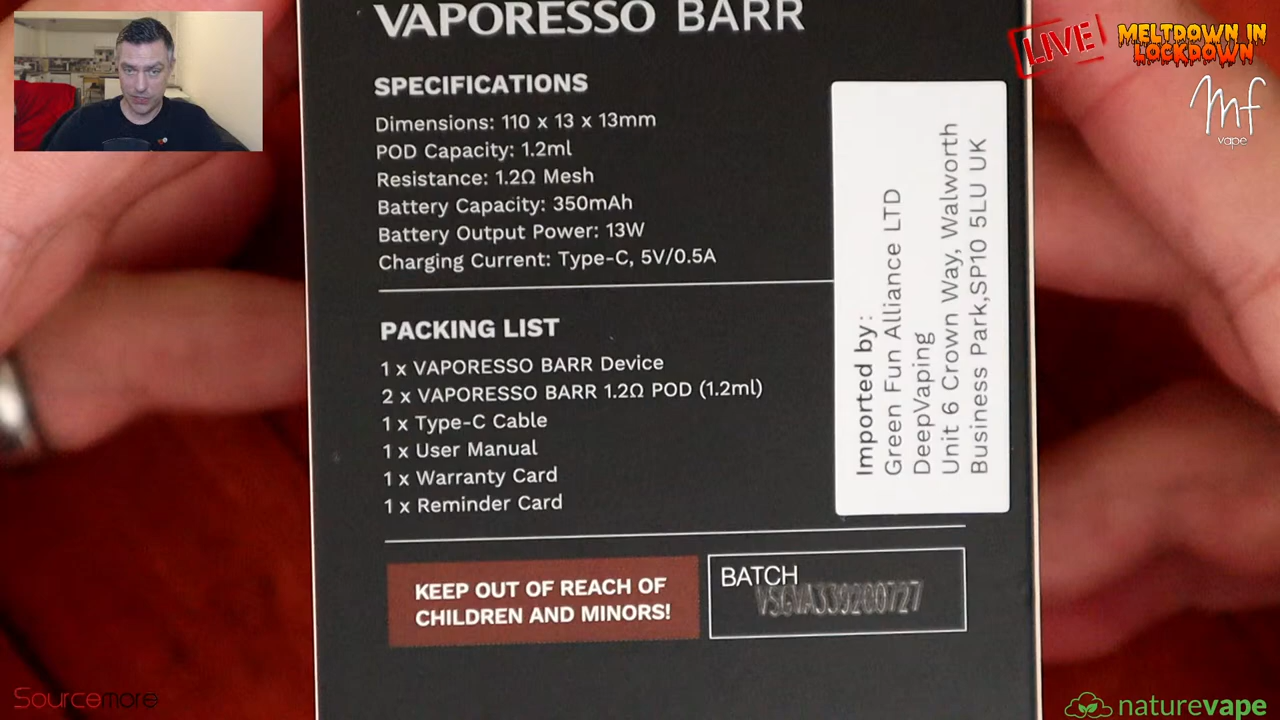 VAPORESSO BARR
SPECIFICATIONS
Dimensions: 110 x 13 x 13mm
POD Capacity: 1.2ml
Resistance: 1.2Ω Mesh
Battery Capacity: 350mAh
Battery Output Power: 13W
Charging Current: Type-C, 5V/0.5A
PACKING LIST
1 x VAPORESSO BARR Device
2 x VAPORESSO BARR 1.2Ω POD (1.2ml)
1 x Type-C Cable
1 x User Manual
1 x Warranty Card
1 x Reminder Card
KEEP OUT OF REACH OF
CHILDREN AND MINORS!
BATCH
Imported by:
Green Fun Alliance LTD
DeepVaping
Unit 6 Crown Way, Walworth
Business Park,SP10 5LU UK
LIVE
MELTDOWN IN
LOCKDOWN
mf
vape
Sourcemore
naturevape